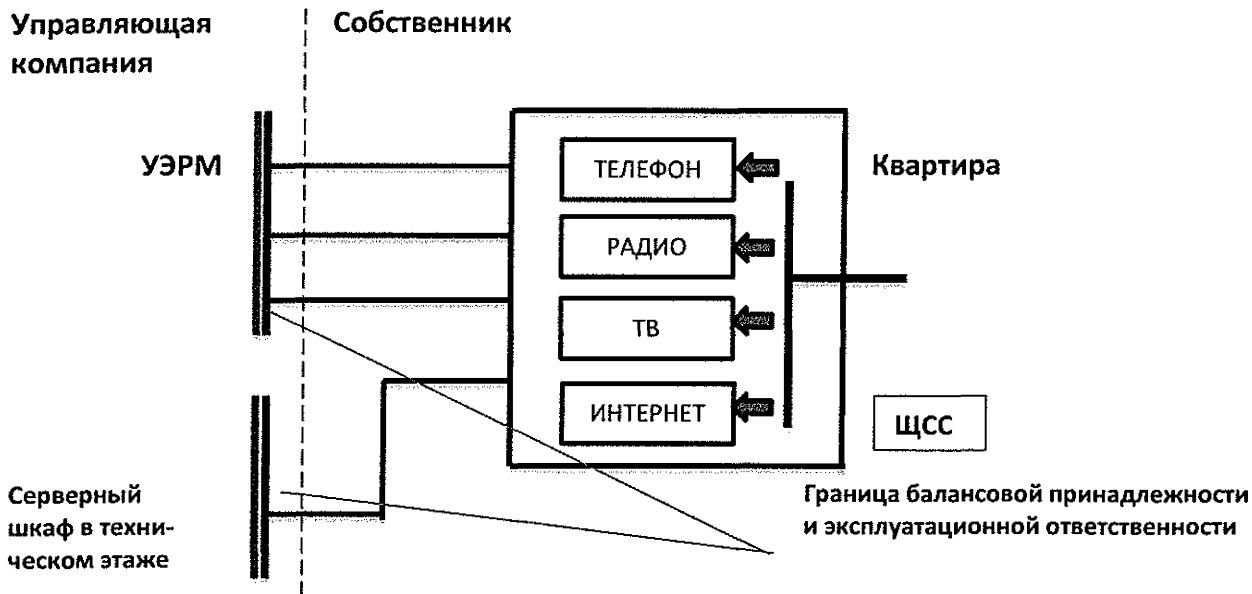 Управляющая
компания
Собственник
УЭРМ
ТЕЛЕФОН
Квартира
РАДИО
ТВ
ИНТЕРНЕТ
ЩСС
Серверный
шкаф в техни-
ческом этаже
Граница балансовой принадлежности
и эксплуатационной ответственности